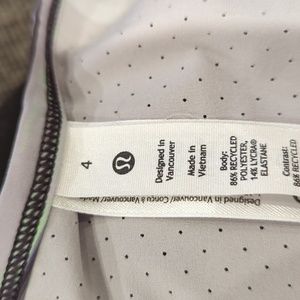 4
Designed in
Vancouver
Made in
Vietnam
Body:
86% RECYCLED
POLYESTER,
14% LYCRA®
ELASTANE
Contrast:
86% RECYCLED
Designed in
Vancouver/Conçu à Vancouver/